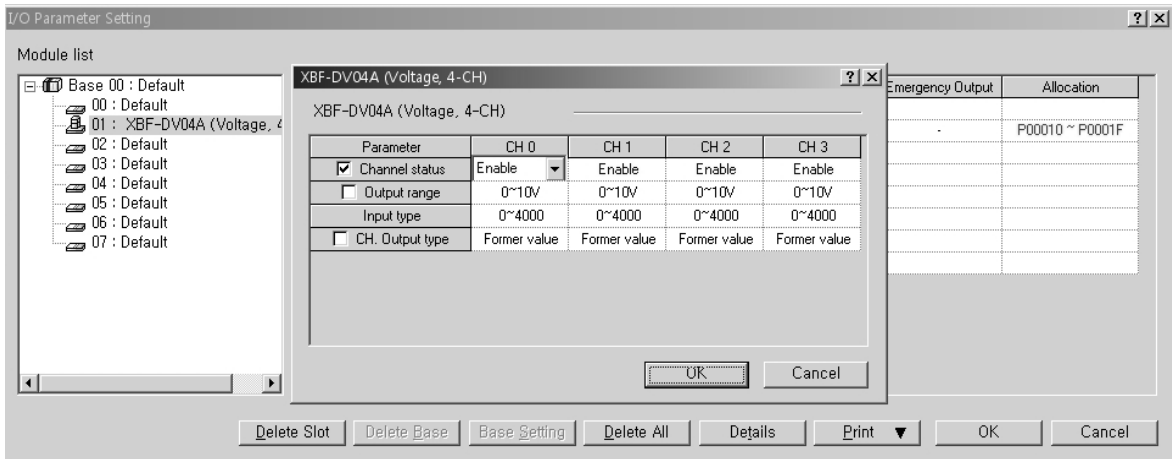 I/O Parameter Setting
Module list
Base 00 : Default
00 : Default
01 : XBF-DV04A (Voltage, 4
02 : Default
03 : Default
04 : Default
05 : Default
06 : Default
07 : Default
XBF-DV04A (Voltage, 4-CH)
XBF-DV04A (Voltage, 4-CH)
Parameter CH 0 CH 1 CH 2 CH 3
Channel status Enable Enable Enable Enable
Output range 0~10V 0~10V 0~10V 0~10V
Input type 0~4000 0~4000 0~4000 0~4000
CH. Output type Former value Former value Former value Former value
OK Cancel
Emergency Output Allocation
- P00010 ~ P0001F
Delete Slot Delete Base Base Setting Delete All Details Print ▼ OK Cancel